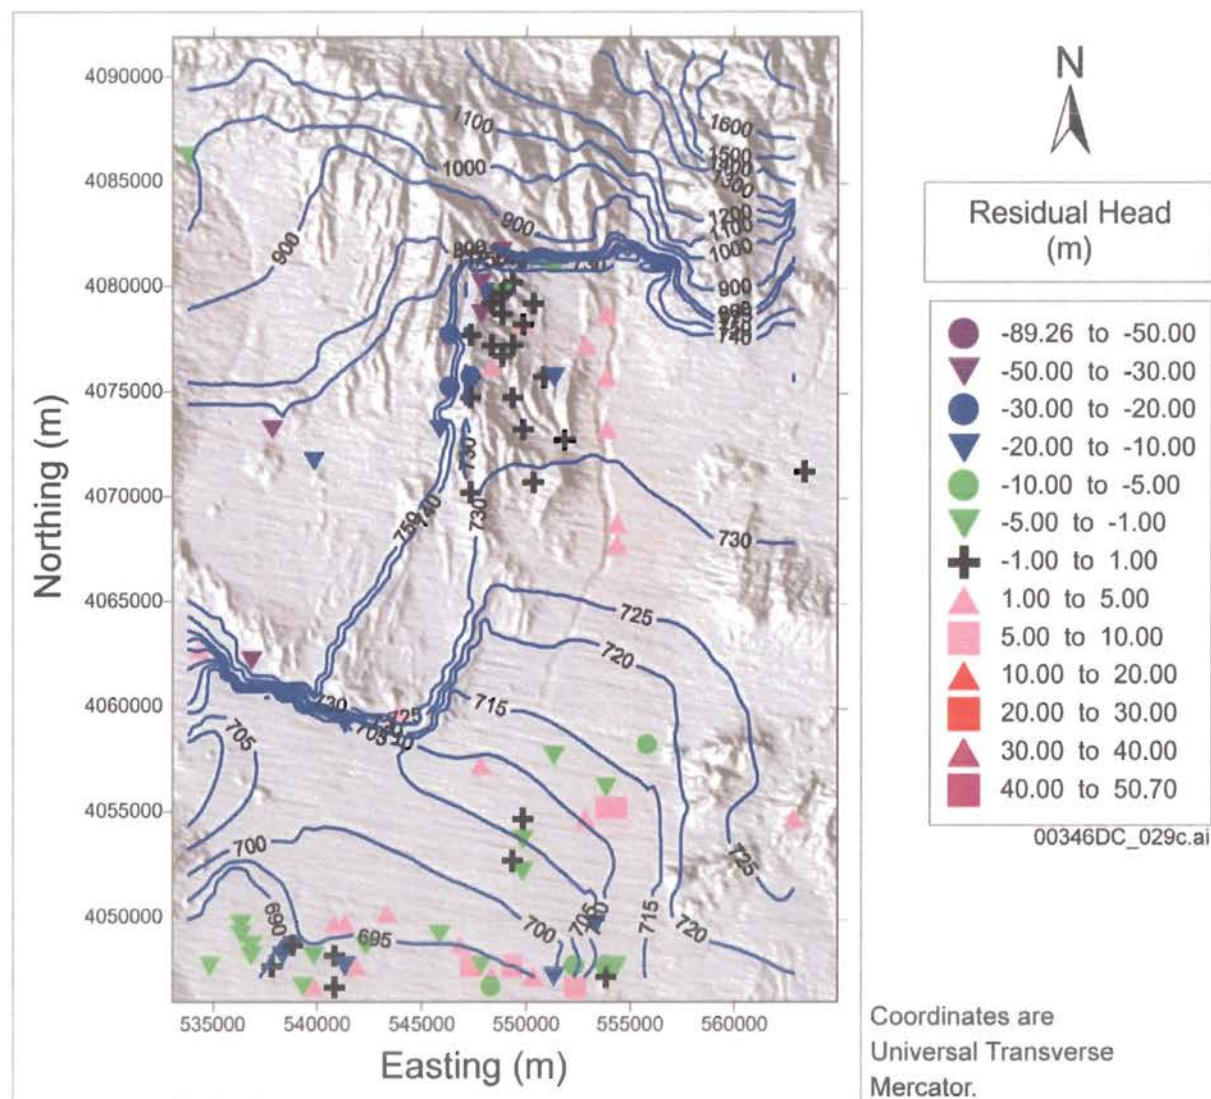 4090000
4085000
4080000
4075000
4070000
4065000
4060000
4055000
4050000
Northing (m)
535000 540000 545000 550000 555000 560000
Easting (m)
1100
1600
1500
1400
1300
1000
1200
1100
1000
900
900
900
730
740
730
750
740
730
730
725
720
715
730
725
705
705
700
725
690
695
700
705
715
720
N
Residual Head
(m)
-89.26 to -50.00
-50.00 to -30.00
-30.00 to -20.00
-20.00 to -10.00
-10.00 to -5.00
-5.00 to -1.00
-1.00 to 1.00
1.00 to 5.00
5.00 to 10.00
10.00 to 20.00
20.00 to 30.00
30.00 to 40.00
40.00 to 50.70
00346DC_029c.ai
Coordinates are
Universal Transverse
Mercator.